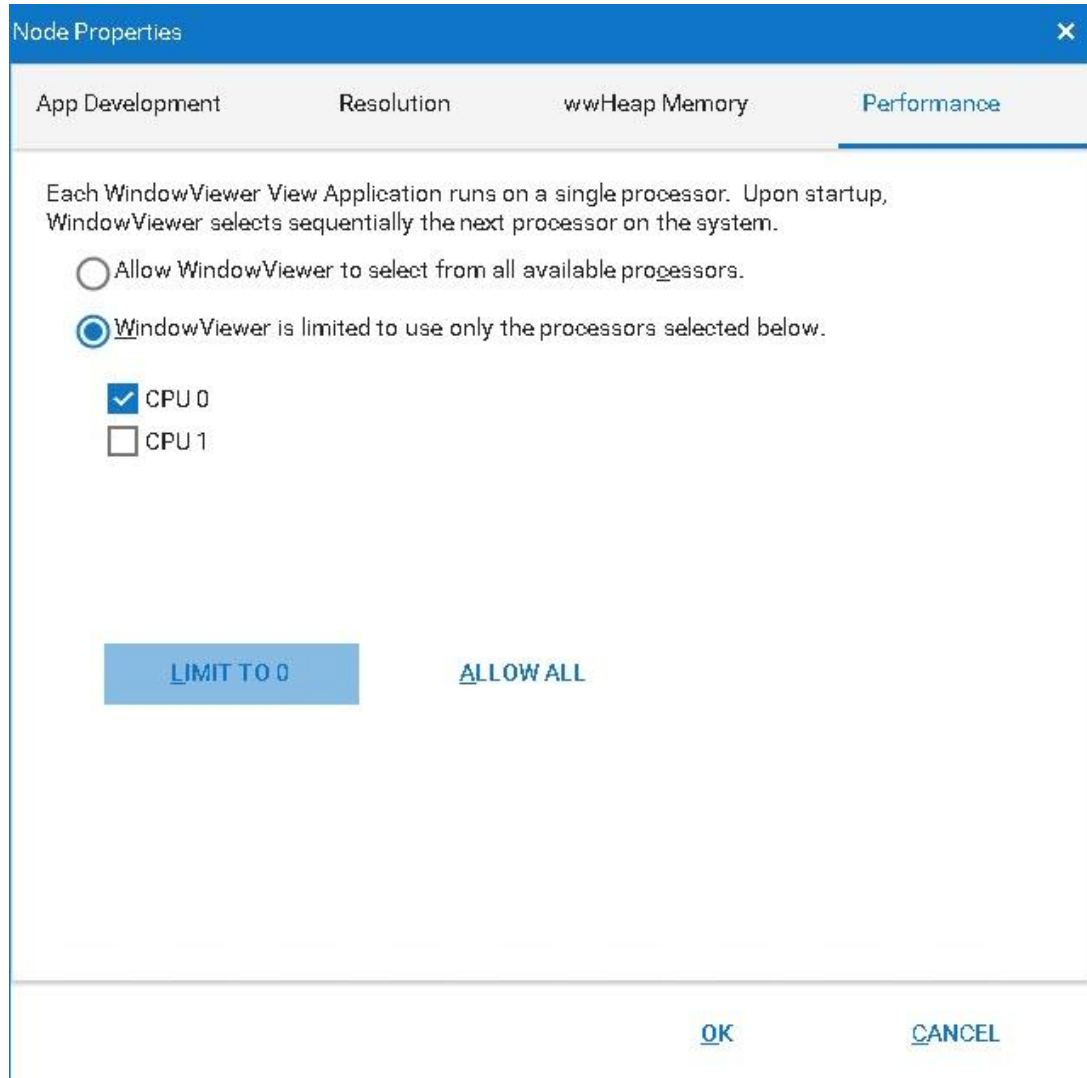 Node Properties
App Development Resolution wwHeap Memory Performance
Each WindowViewer View Application runs on a single processor. Upon startup,
WindowViewer selects sequentially the next processor on the system.
Allow WindowViewer to select from all available processors.
WindowViewer is limited to use only the processors selected below.
CPU 0
CPU 1
LIMIT TO 0 ALLOW ALL
OK CANCEL